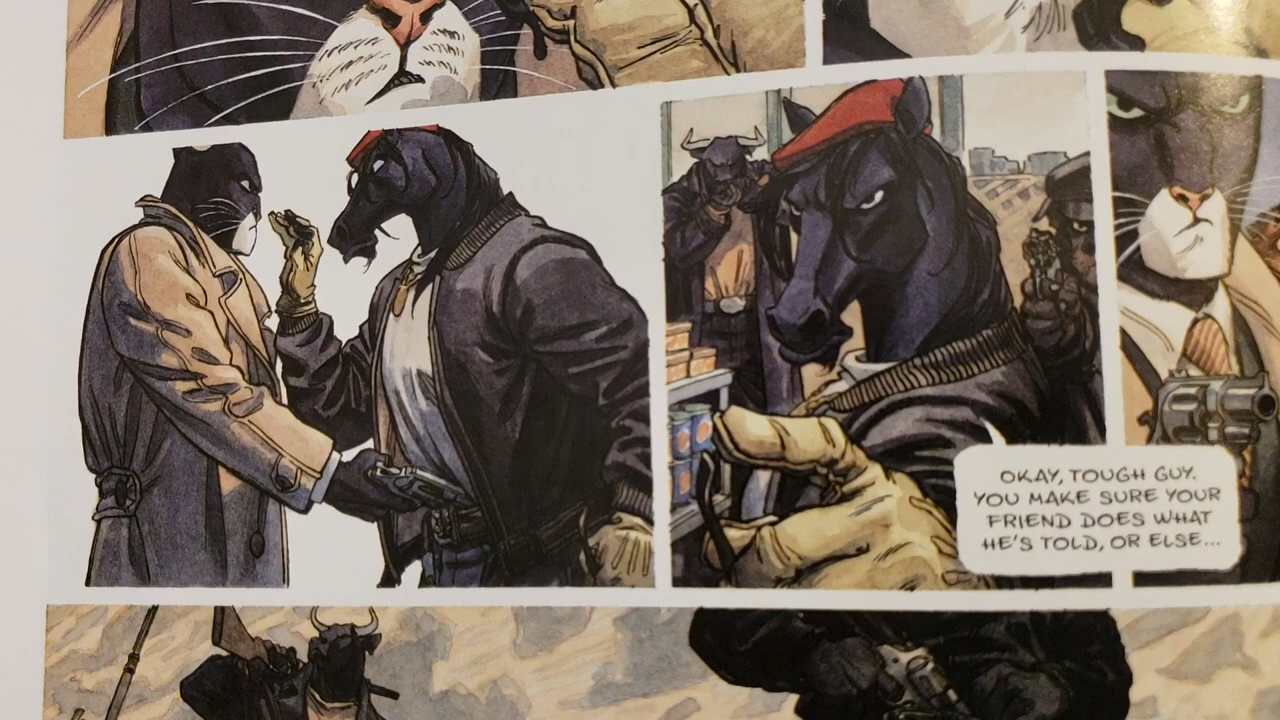 OKAY, TOUGH GUY.
YOU MAKE SURE YOUR
FRIEND DOES WHAT
HE'S TOLD, OR ELSE...